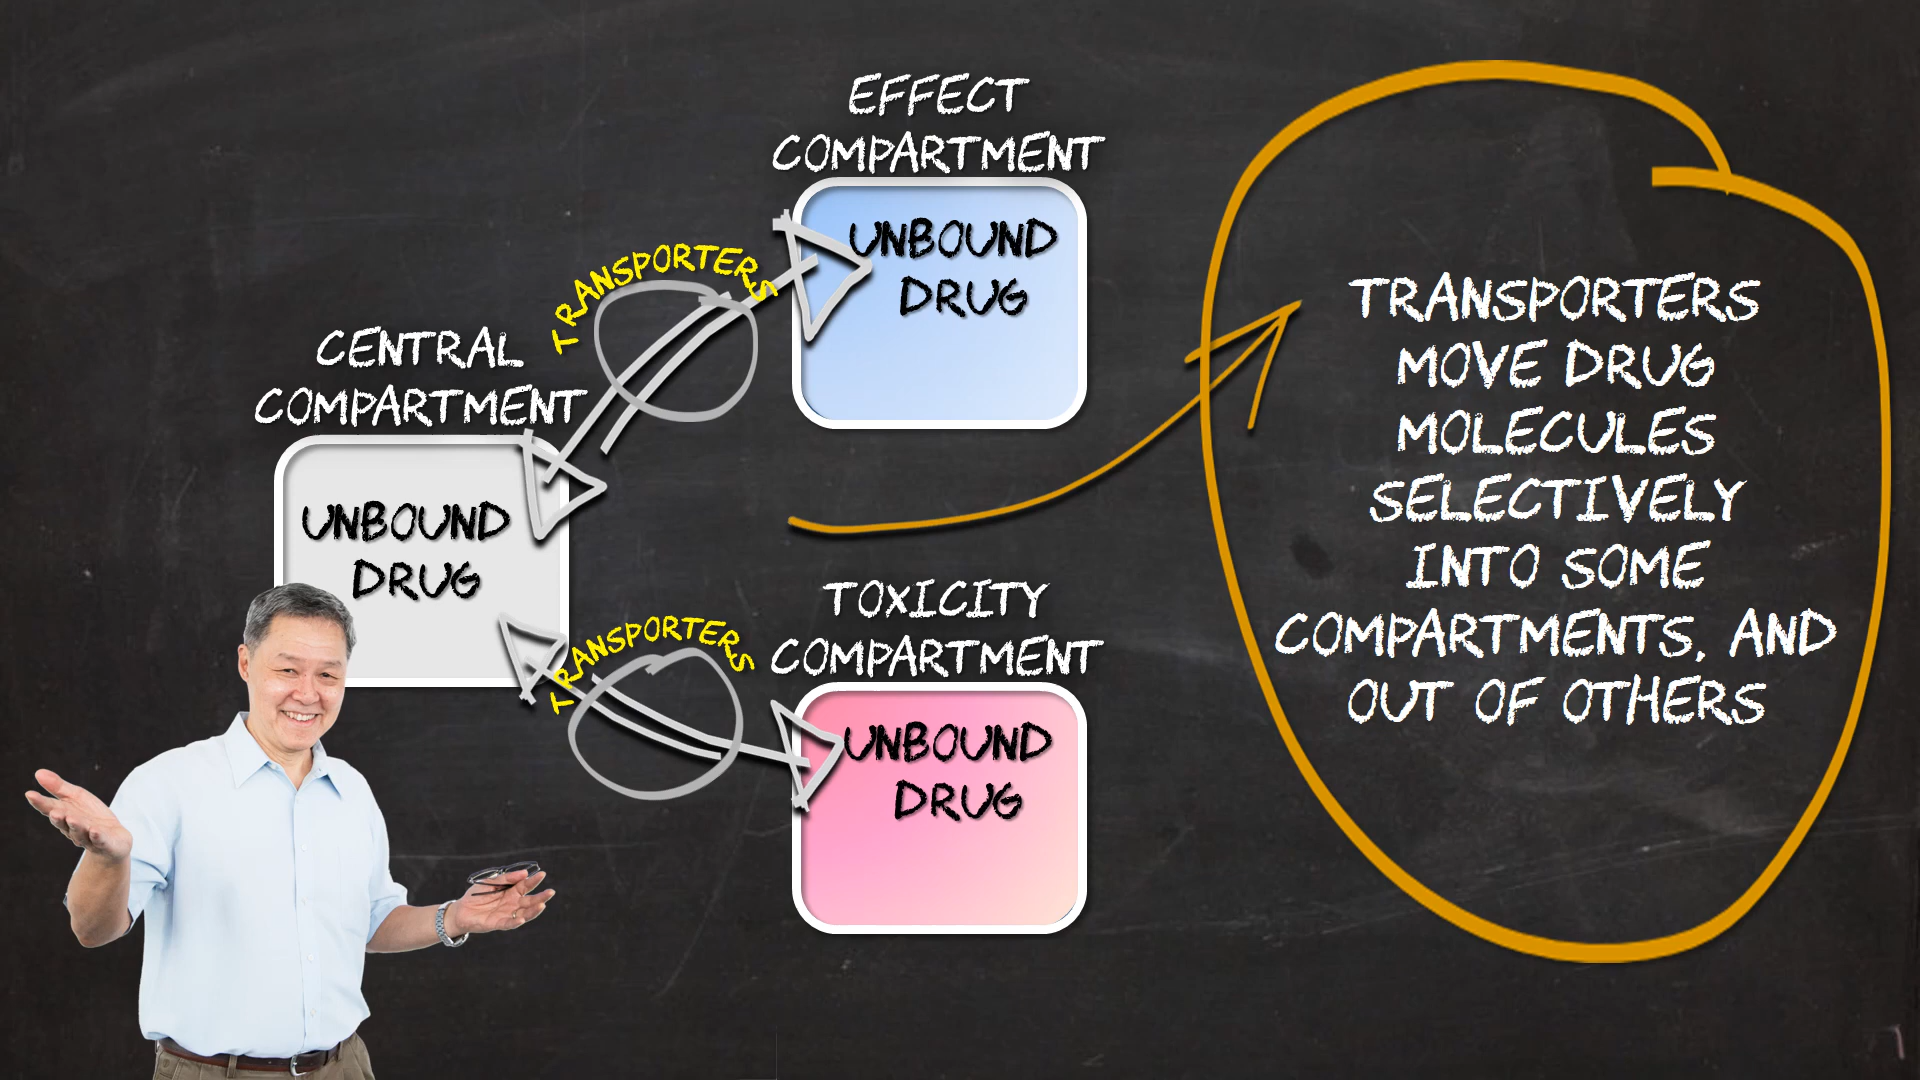 EFFECT
COMPARTMENT
UNBOUND
DRUG
TRANSPORTERS
CENTRAL
COMPARTMENT
UNBOUND
DRUG
TRANSPORTERS
TOXICITY
COMPARTMENT
UNBOUND
DRUG
TRANSPORTERS
MOVE DRUG
MOLECULES
SELECTIVELY
INTO SOME
COMPARTMENTS, AND
OUT OF OTHERS